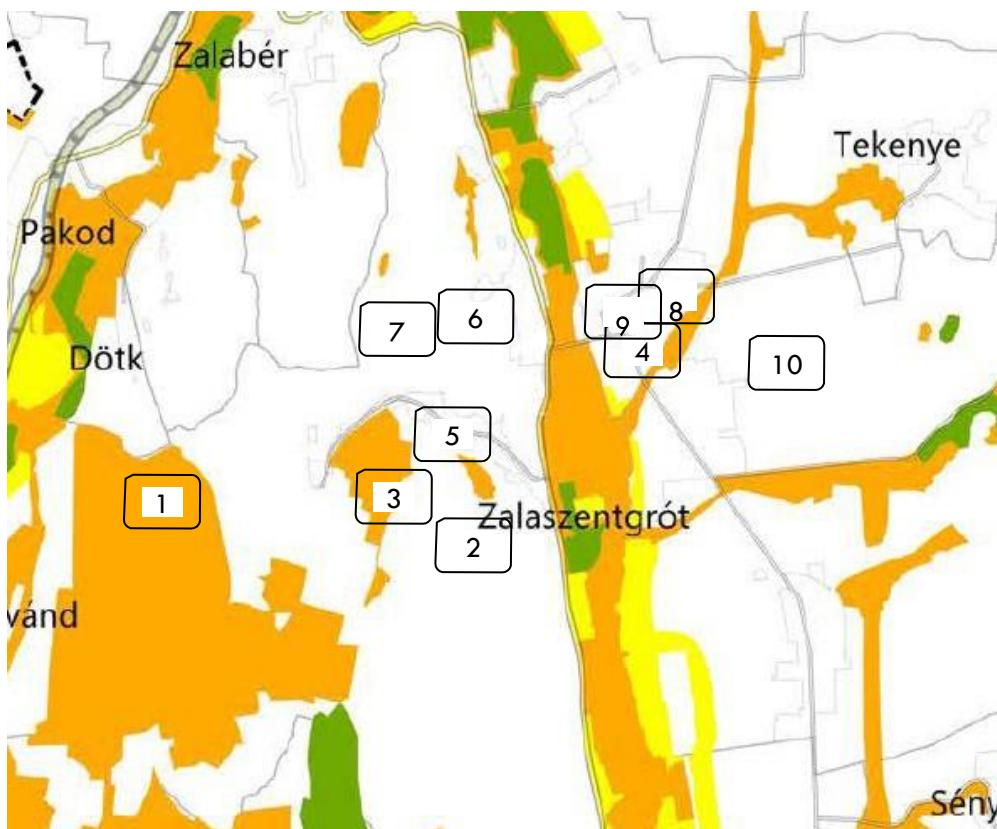 Zalabér
Tekenye
Pakod
8
9
6
7
4
Dötk
10
5
1
3
Zalaszentgrót
2
vánd
Sény